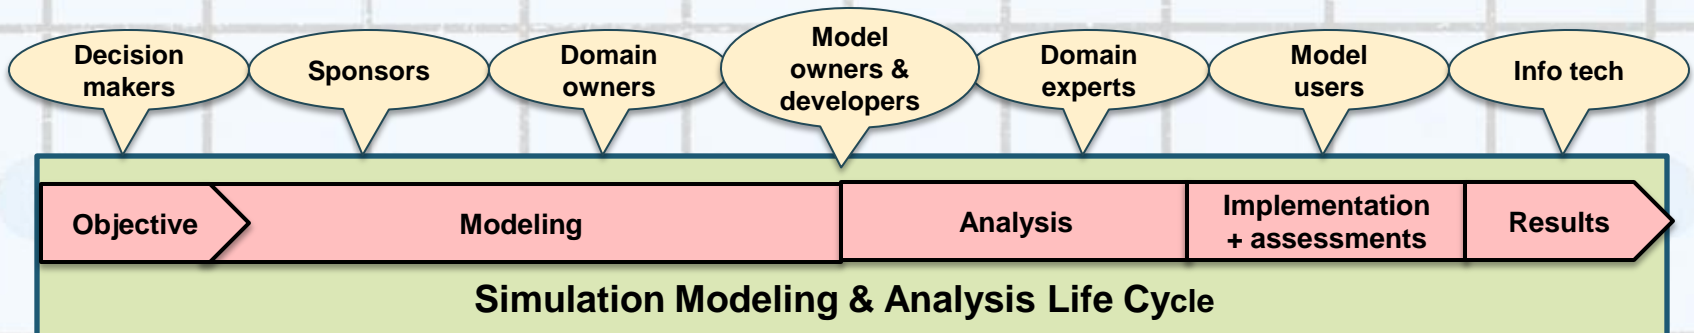 Decision
makers
Sponsors
Domain
owners
Model
owners &
developers
Domain
experts
Model
users
Info tech
Objective
Modeling
Analysis
Implementation
+ assessments
Results
Simulation Modeling & Analysis Life Cycle